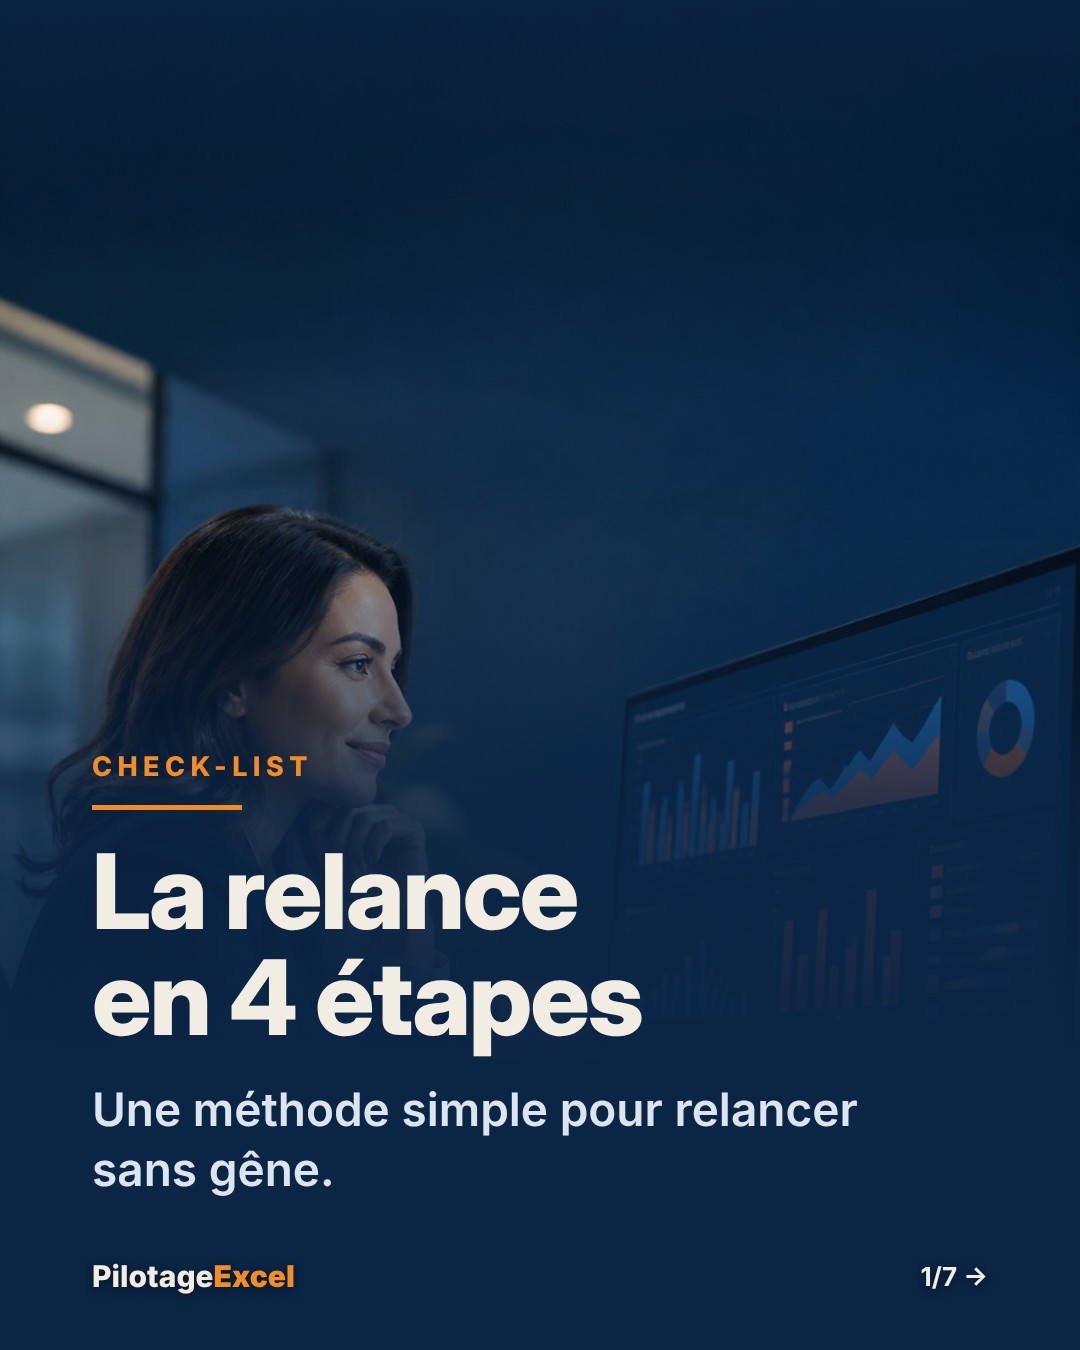 CHECK-LIST
La relance
en 4 étapes
Une méthode simple pour relancer
sans gêne.
PilotageExcel
1/7 →